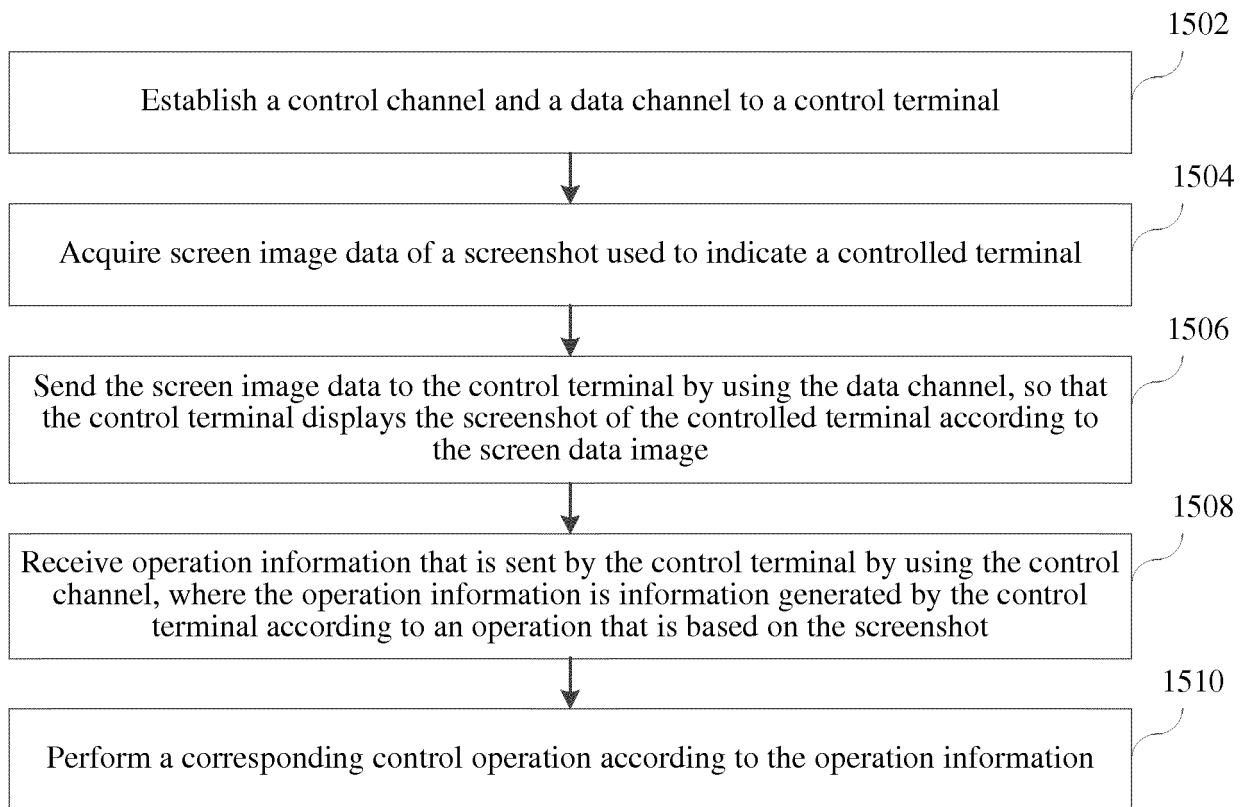 1502
Establish a control channel and a data channel to a control terminal
1504
Acquire screen image data of a screenshot used to indicate a controlled terminal
1506
Send the screen image data to the control terminal by using the data channel, so that
the control terminal displays the screenshot of the controlled terminal according to
the screen data image
1508
Receive operation information that is sent by the control terminal by using the control
channel, where the operation information is information generated by the control
terminal according to an operation that is based on the screenshot
1510
Perform a corresponding control operation according to the operation information